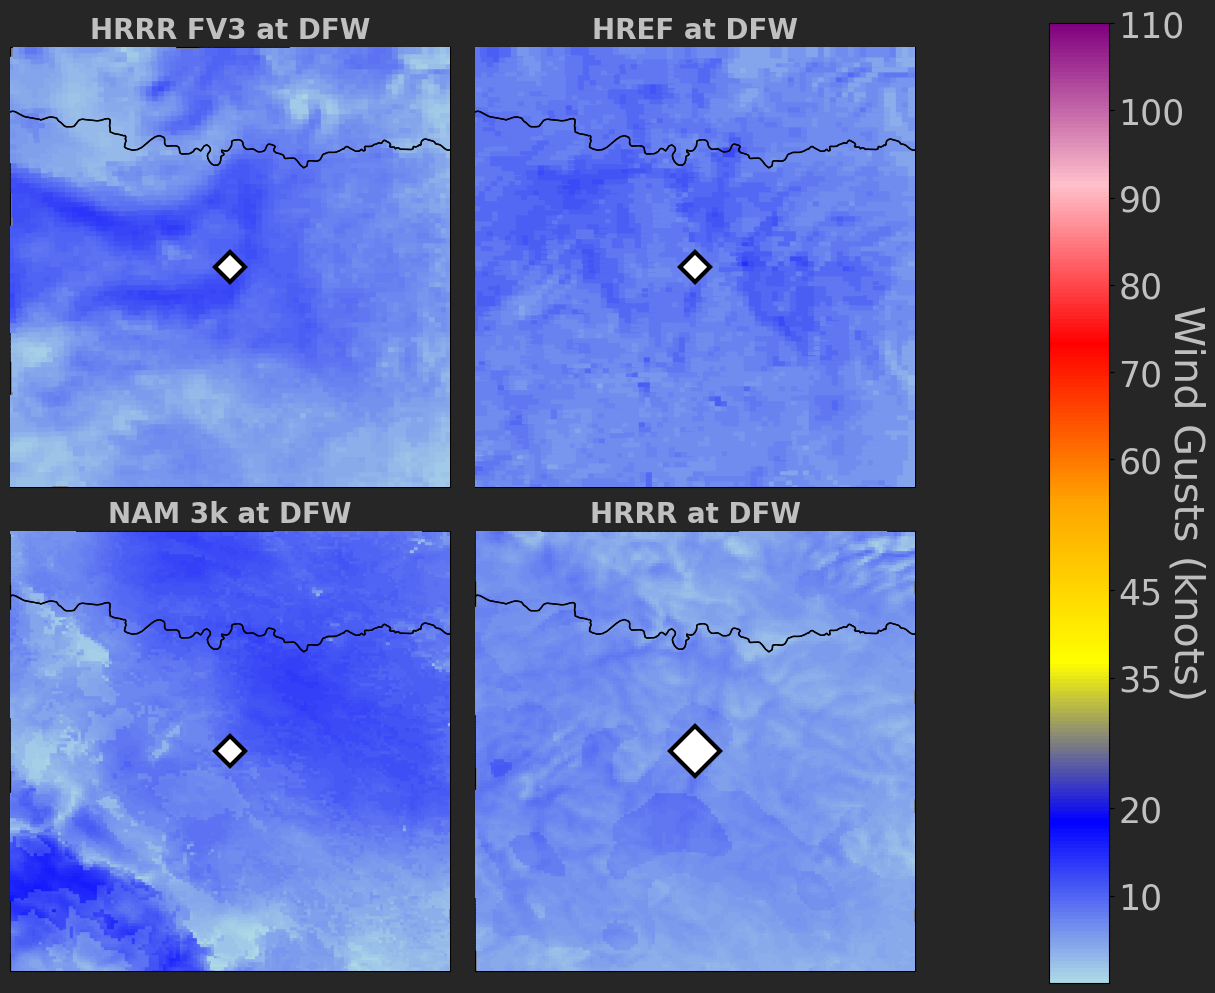 HRRR FV3 at DFW
HREF at DFW
NAM 3k at DFW
HRRR at DFW
110
100
90
80
70
60
45
35
20
10
Wind Gusts (knots)